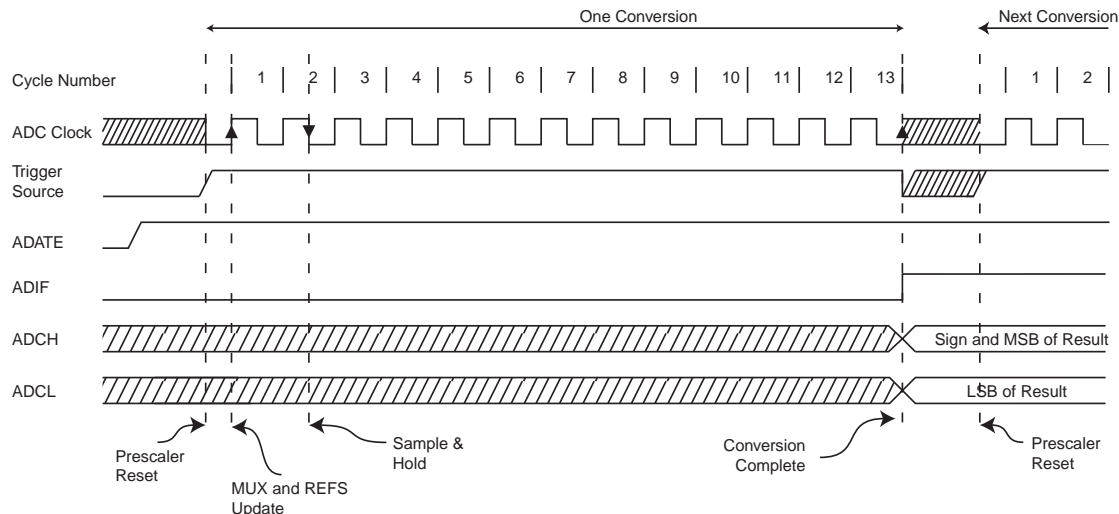 One Conversion
Next Conversion
Cycle Number
1 2 3 4 5 6 7 8 9 10 11 12 13 1 2
ADC Clock
Trigger
Source
ADATE
ADIF
ADCH
Sign and MSB of Result
ADCL
LSB of Result
Prescaler
Reset
MUX and REFS
Update
Sample &
Hold
Conversion
Complete
Prescaler
Reset